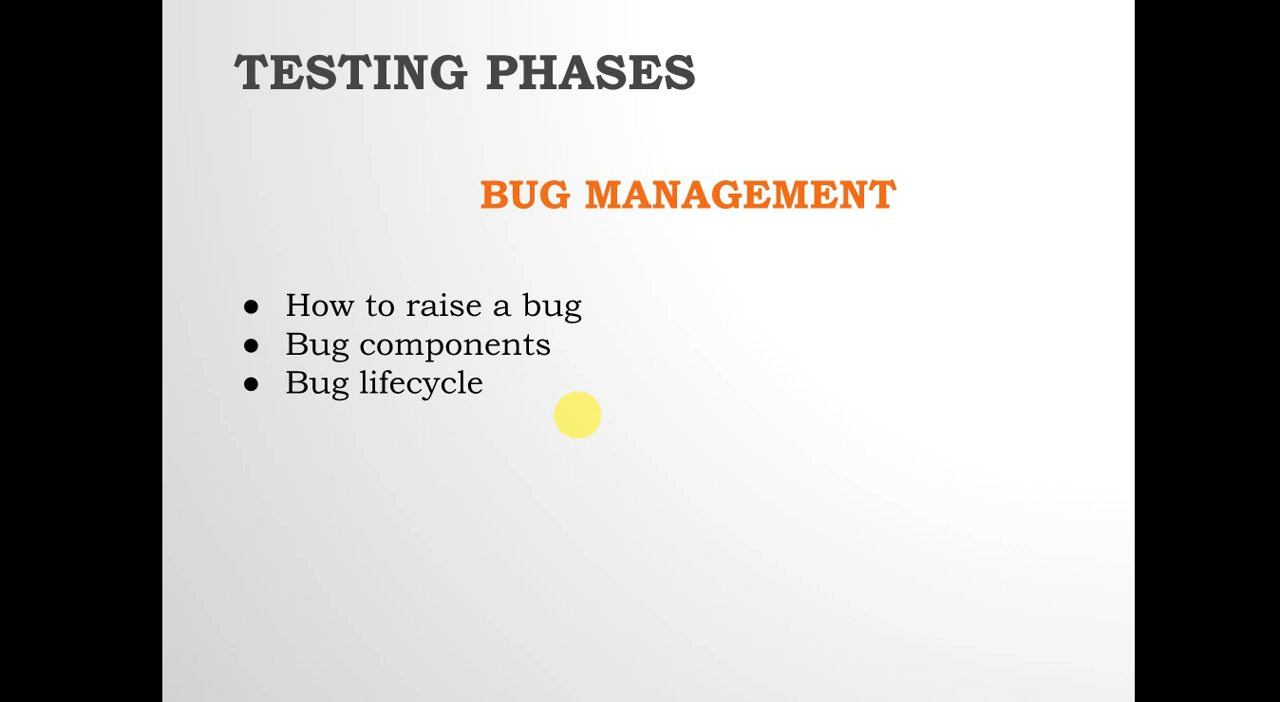 TESTING PHASES
BUG MANAGEMENT
● How to raise a bug
● Bug components
● Bug lifecycle